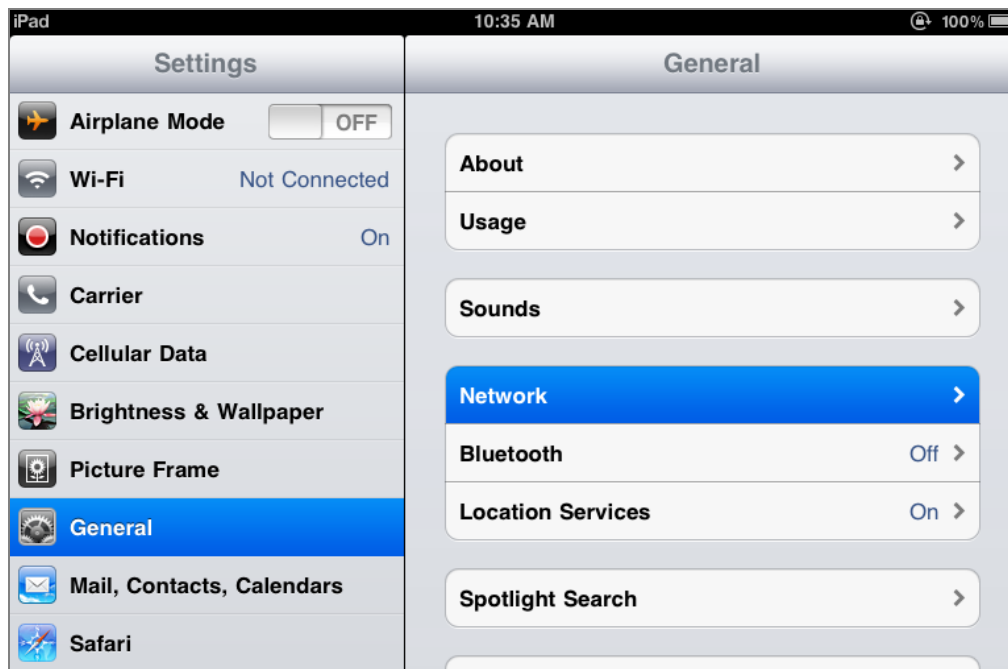 iPad 10:35 AM 100%
Settings
Airplane Mode OFF
Wi-Fi Not Connected
Notifications On
Carrier
Cellular Data
Brightness & Wallpaper
Picture Frame
General
Mail, Contacts, Calendars
Safari
General
About
Usage
Sounds
Network
Bluetooth Off
Location Services On
Spotlight Search